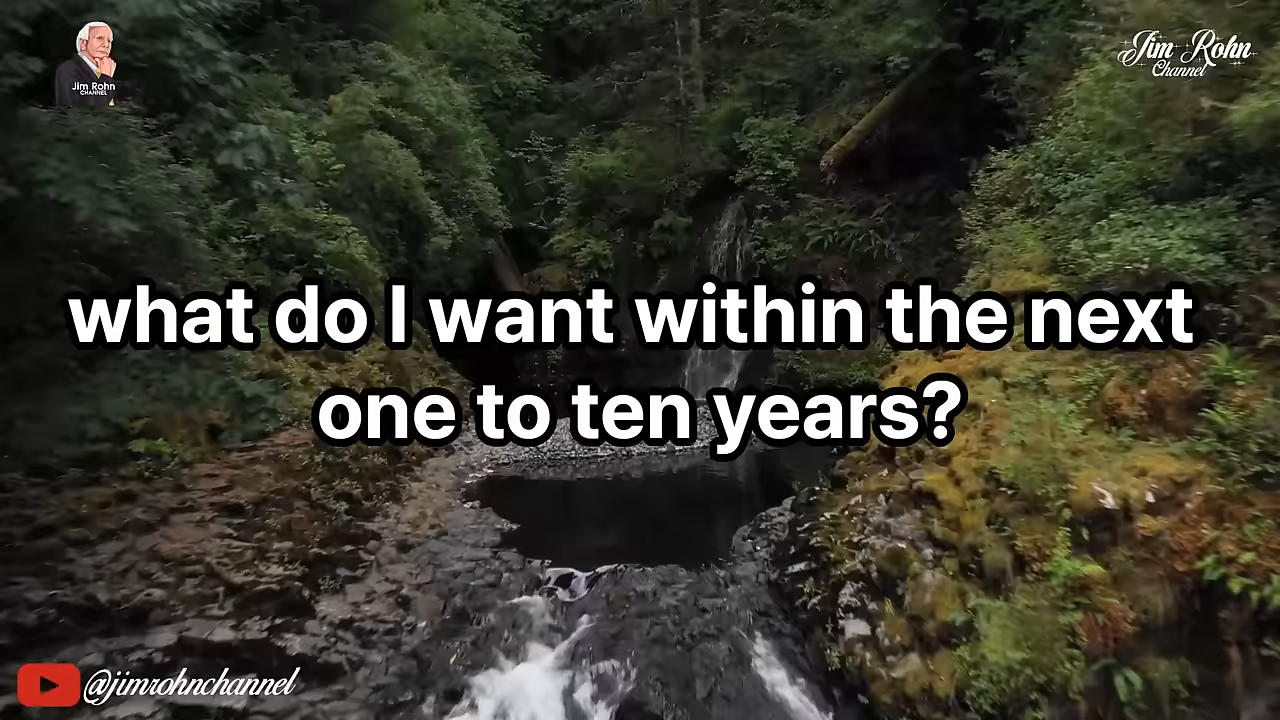 Jim Rohn
CHANNEL
Jim Rohn
Channel
what do I want within the next
one to ten years?
@jimrohnchannel